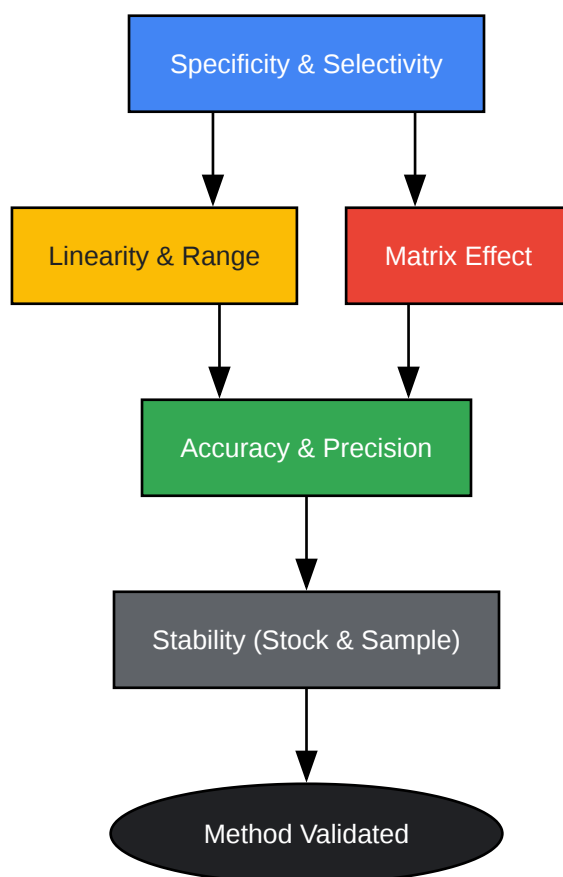 Specificity & Selectivity
Linearity & Range
Matrix Effect
Accuracy & Precision
Stability (Stock & Sample)
Method Validated